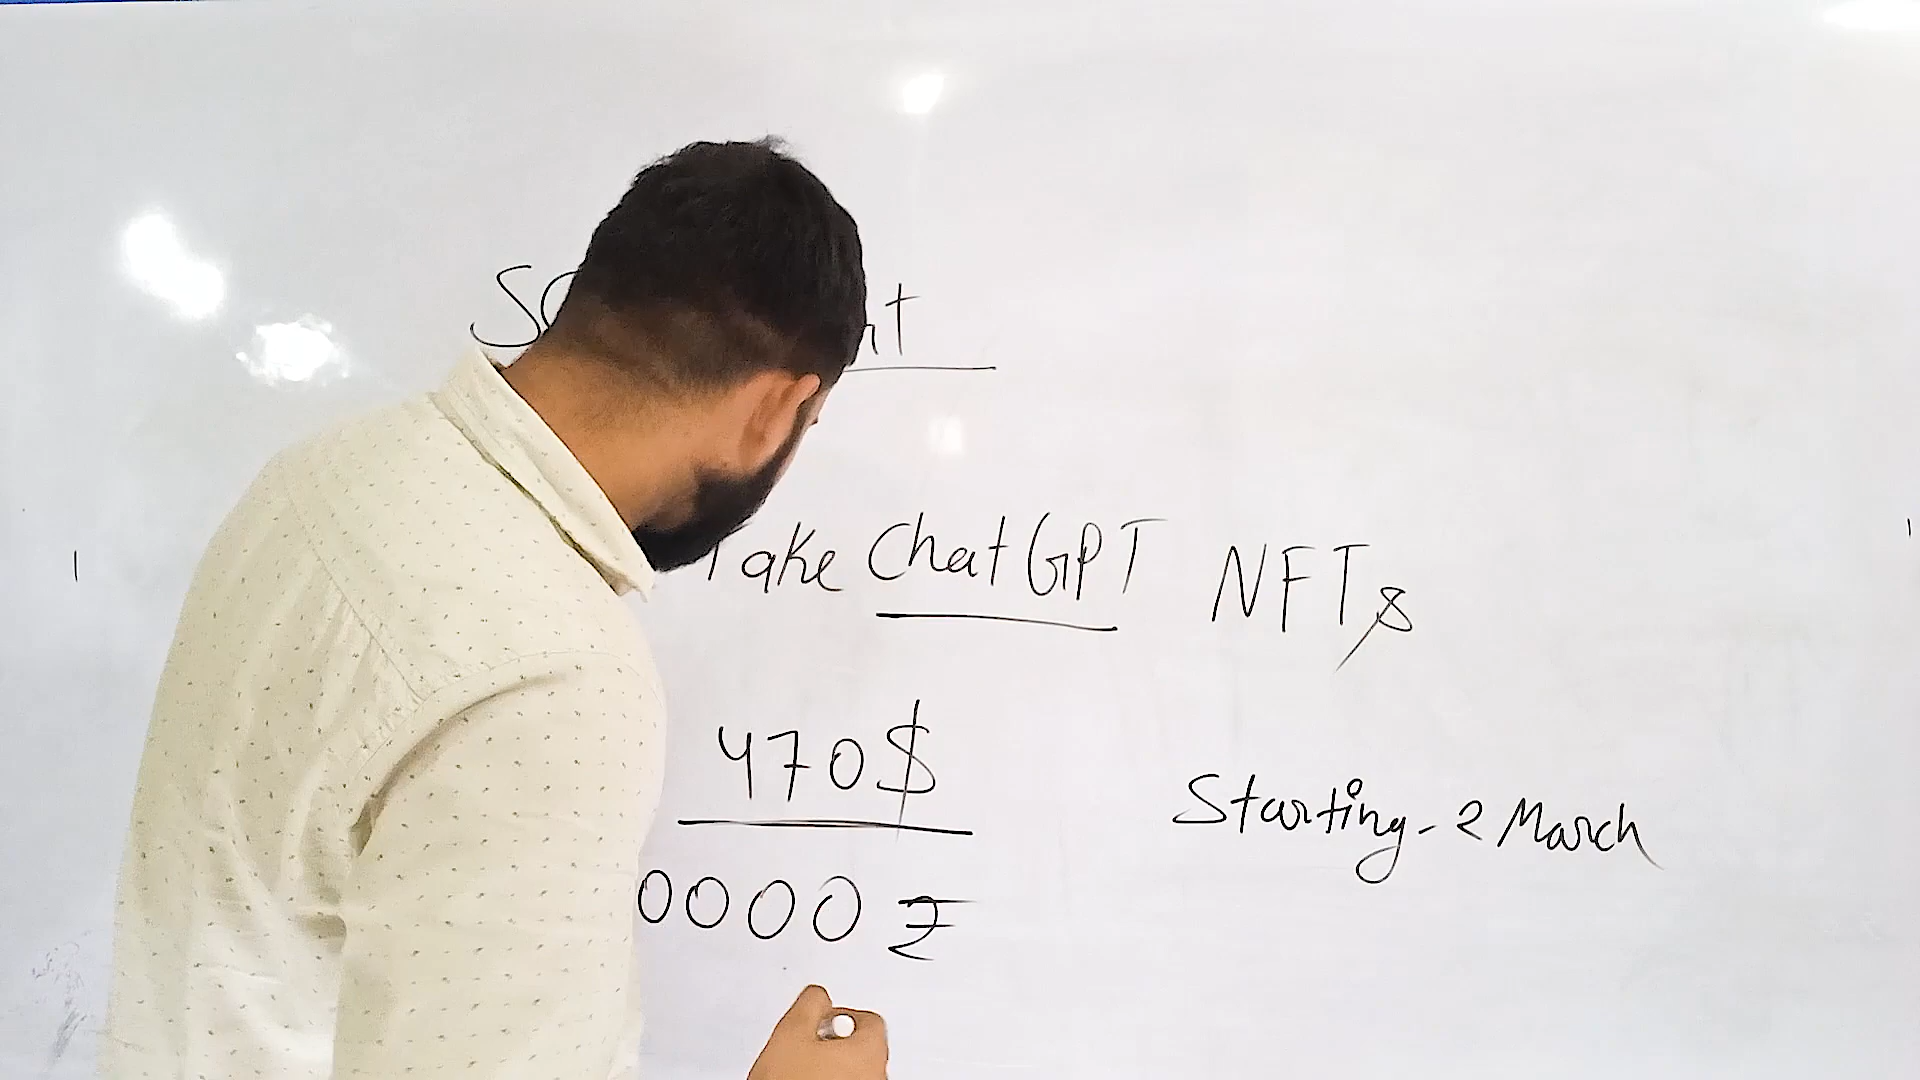 Take ChatGPT NFTs
470$
Starting - 2 March
0000 ₹